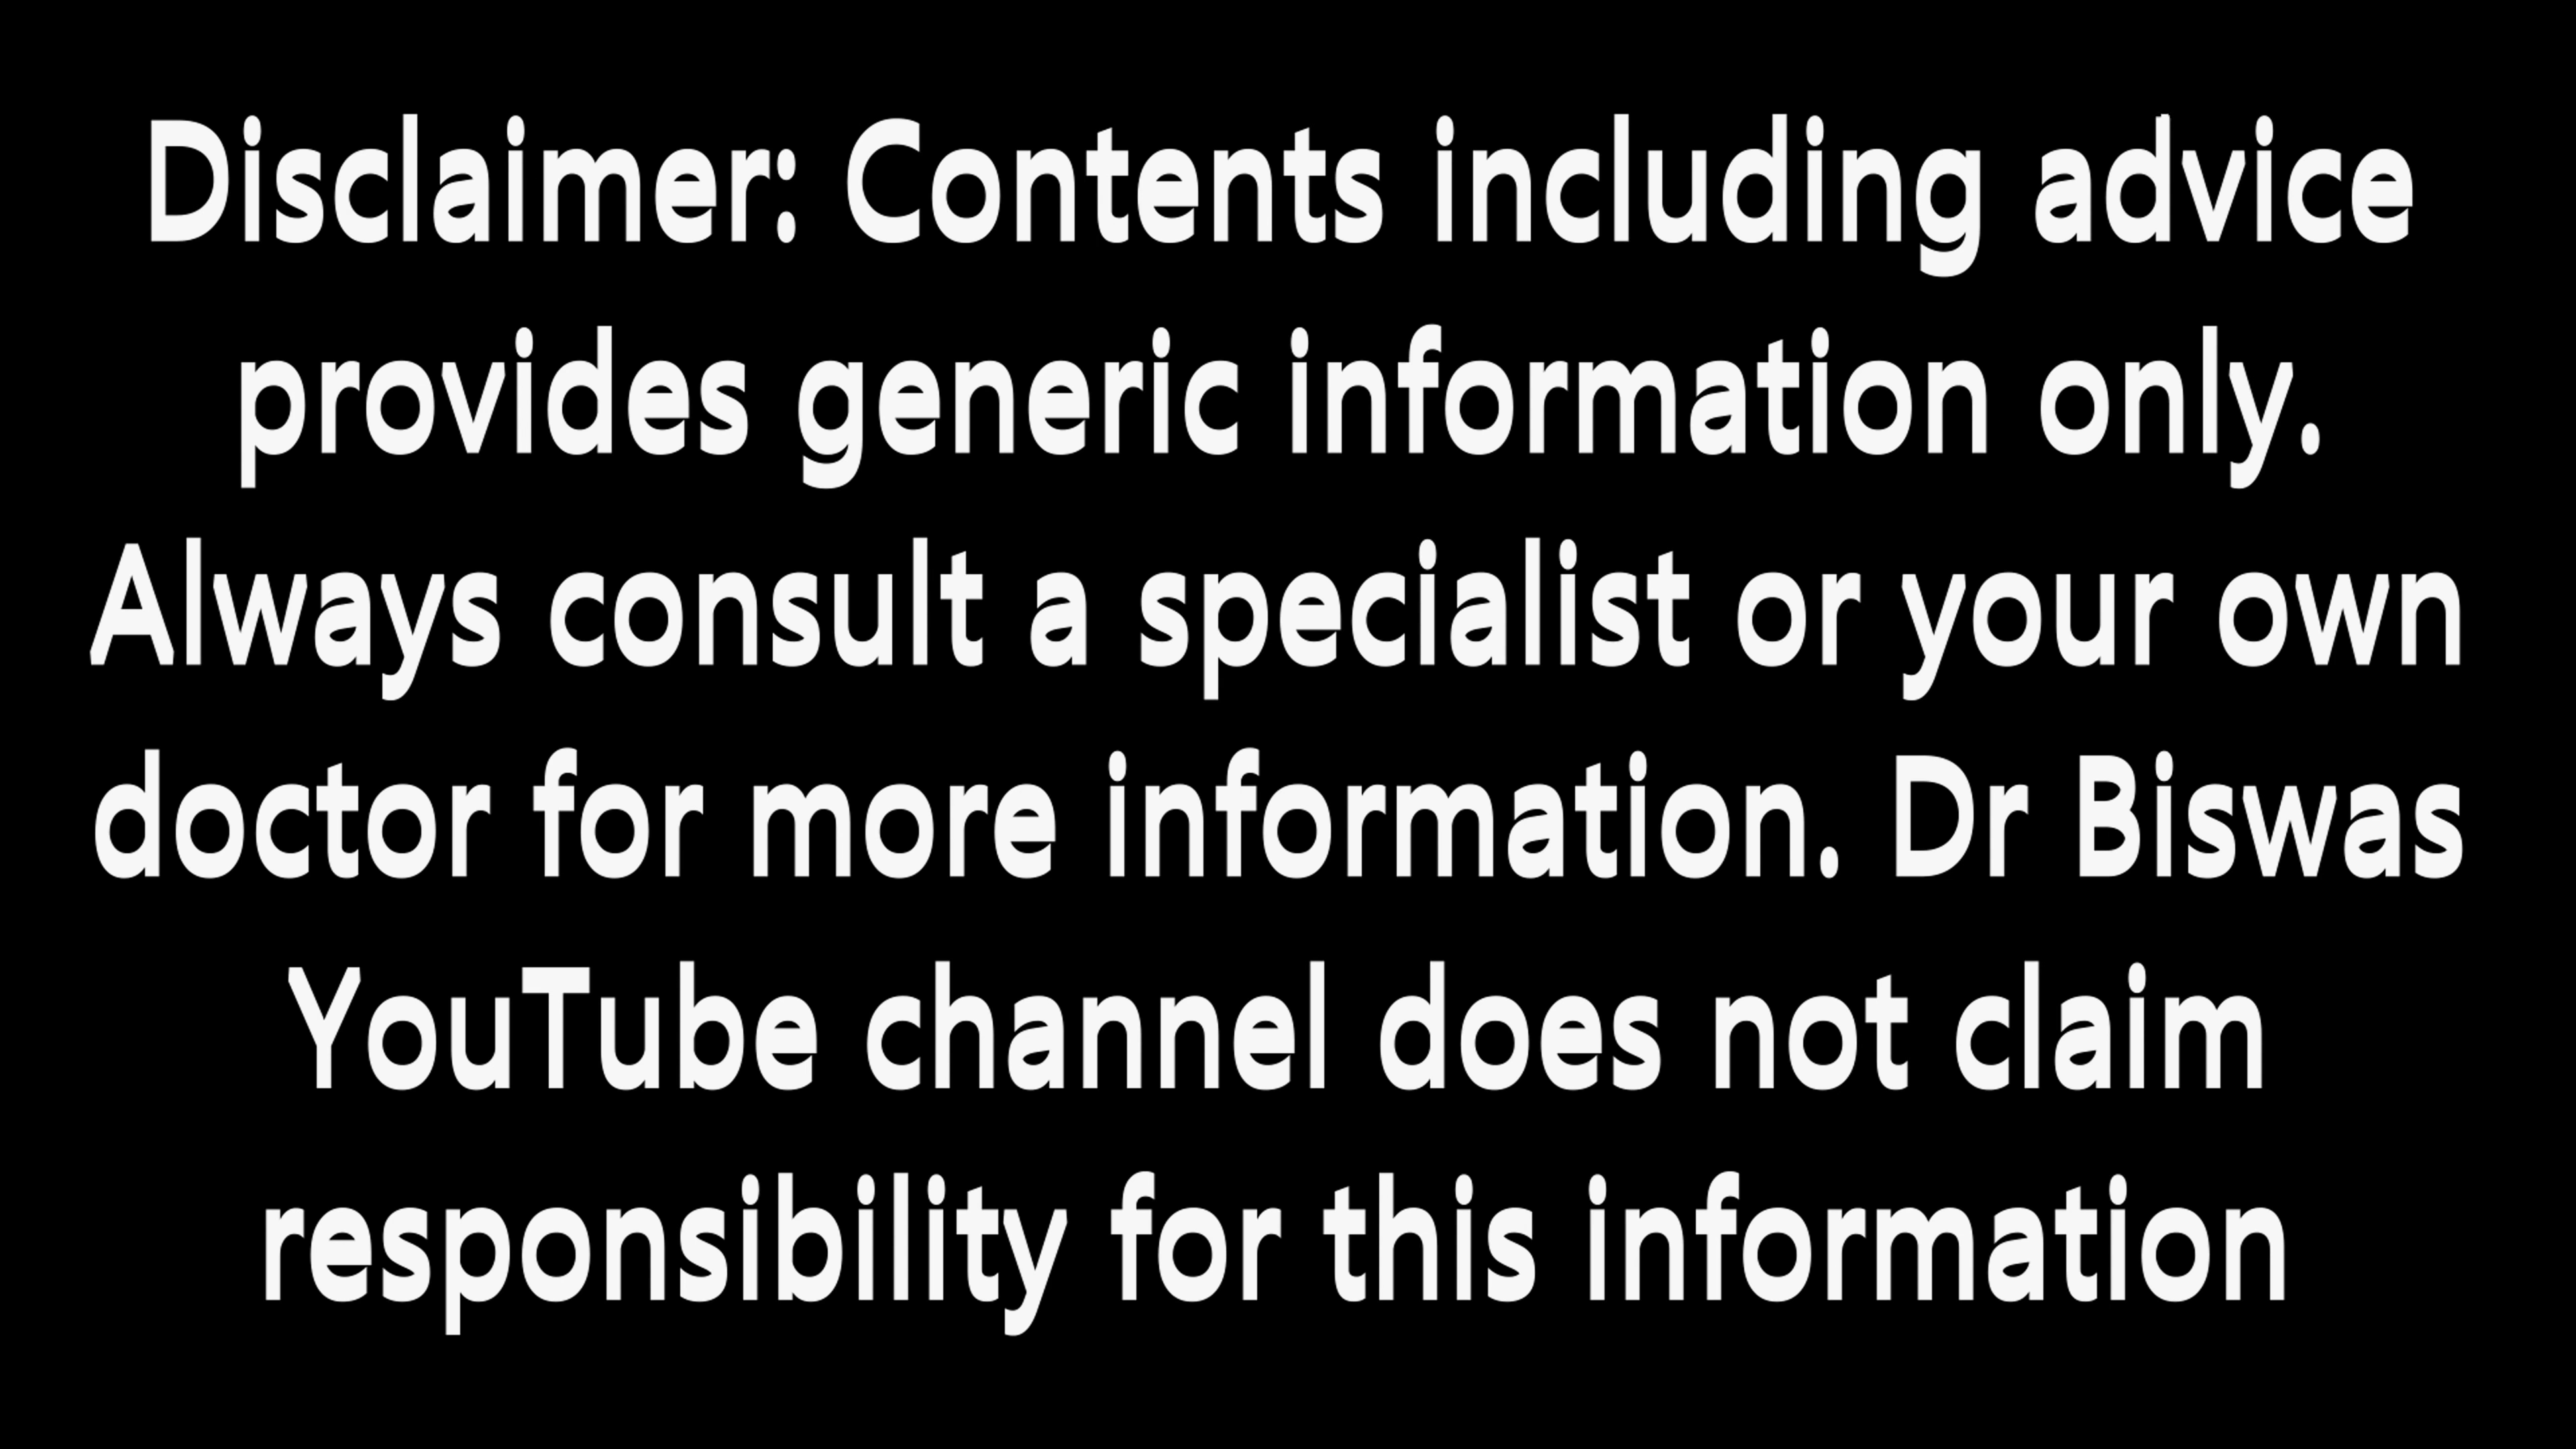 Disclaimer: Contents including advice
provides generic information only.
Always consult a specialist or your own
doctor for more information. Dr Biswas
YouTube channel does not claim
responsibility for this information